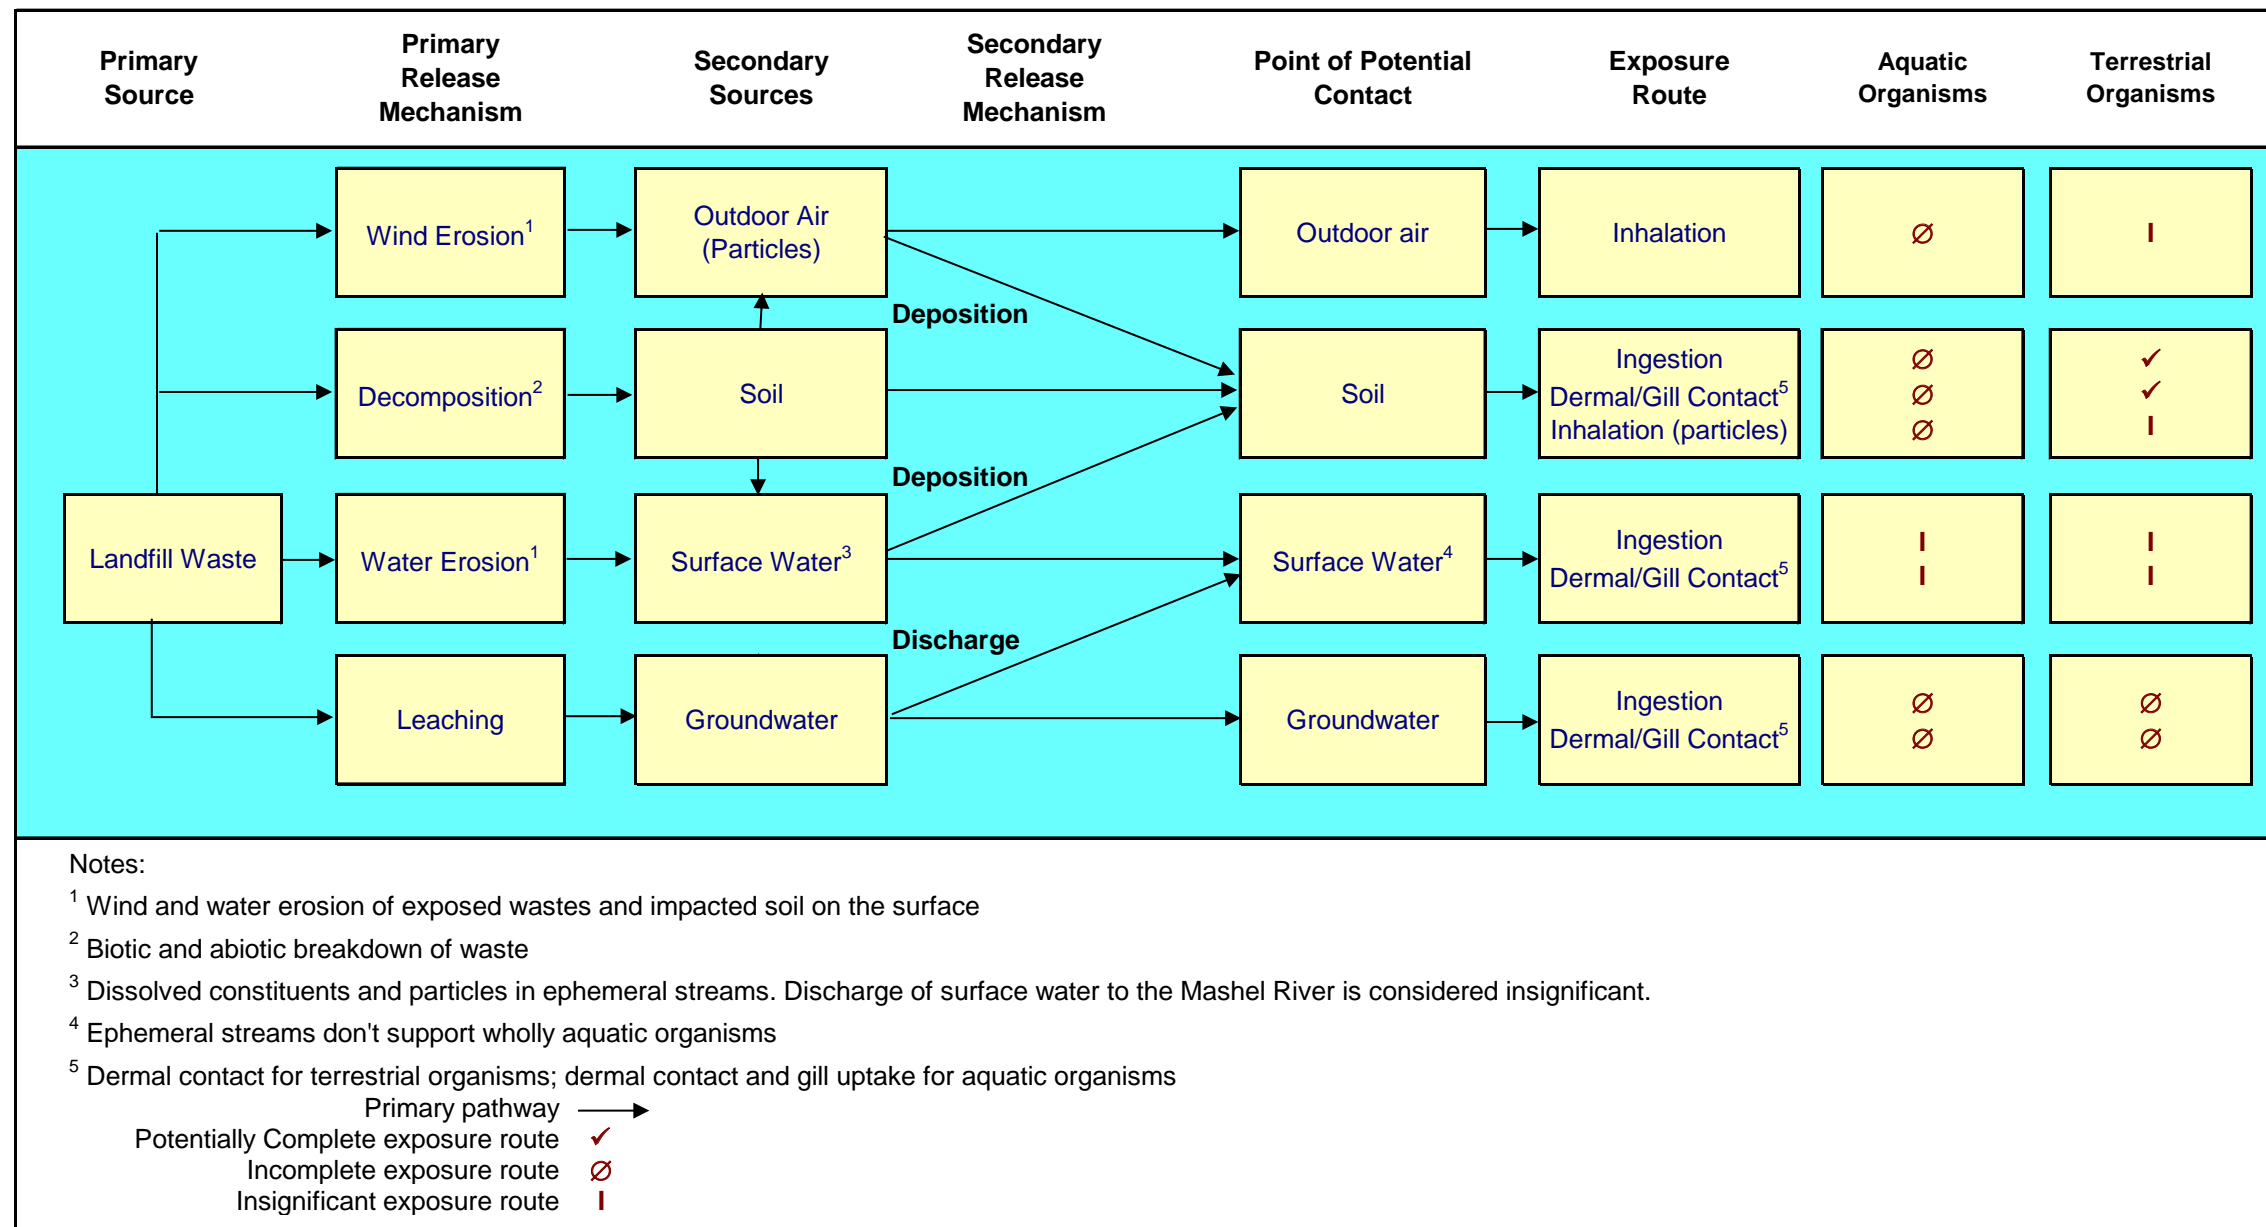 Primary
Source
Primary
Release
Mechanism
Secondary
Sources
Secondary
Release
Mechanism
Point of Potential
Contact
Exposure
Route
Aquatic
Organisms
Terrestrial
Organisms
Wind Erosion¹
Outdoor Air
(Particles)
Outdoor air
Inhalation
∅
I
Deposition
Decomposition²
Soil
Soil
Ingestion
Dermal/Gill Contact⁵
Inhalation (particles)
∅
∅
∅
✓
✓
I
Deposition
Landfill Waste
Water Erosion¹
Surface Water³
Surface Water⁴
Ingestion
Dermal/Gill Contact⁵
I
I
I
I
Discharge
Leaching
Groundwater
Groundwater
Ingestion
Dermal/Gill Contact⁵
∅
∅
∅
∅
Notes:
¹ Wind and water erosion of exposed wastes and impacted soil on the surface
² Biotic and abiotic breakdown of waste
³ Dissolved constituents and particles in ephemeral streams. Discharge of surface water to the Mashel River is considered insignificant.
⁴ Ephemeral streams don't support wholly aquatic organisms
⁵ Dermal contact for terrestrial organisms; dermal contact and gill uptake for aquatic organisms
Primary pathway
Potentially Complete exposure route ✓
Incomplete exposure route ∅
Insignificant exposure route I